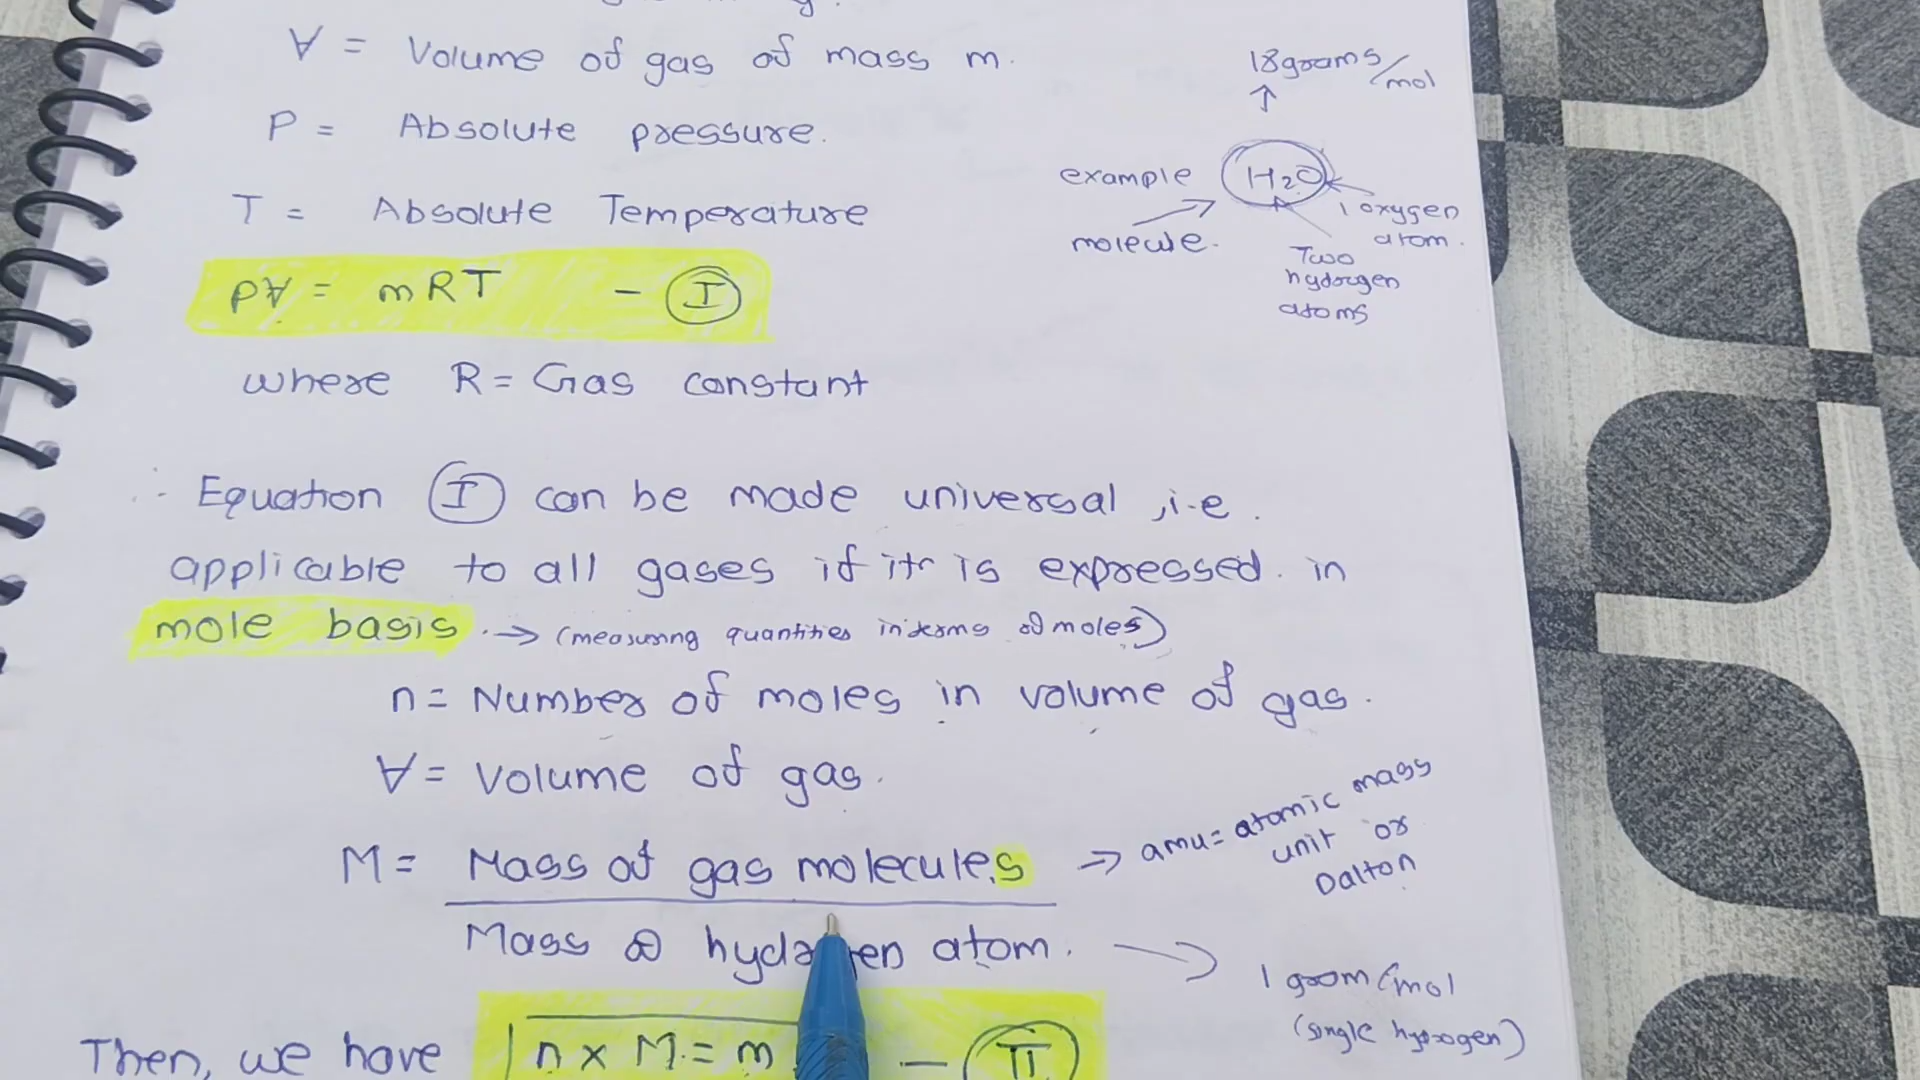 ∀ = Volume of gas of mass m.
P = Absolute pressure.
T = Absolute Temperature
P∀ = mRT - I
where R = Gas constant
18 grams/mol
↑
example
molecule.
H2O
1 oxygen
atom.
Two
hydrogen
atoms
∴ Equation I can be made universal, i.e.
applicable to all gases if it is expressed in
mole basis. → (measuring quantities in terms of moles)
n = Number of moles in volume of gas.
∀ = Volume of gas.
M = Mass of gas molecules → amu = atomic mass
unit or
Dalton
Mass of hydrogen atom. → 1 gram/mol
(single hydrogen)
Then, we have n x M = m - II